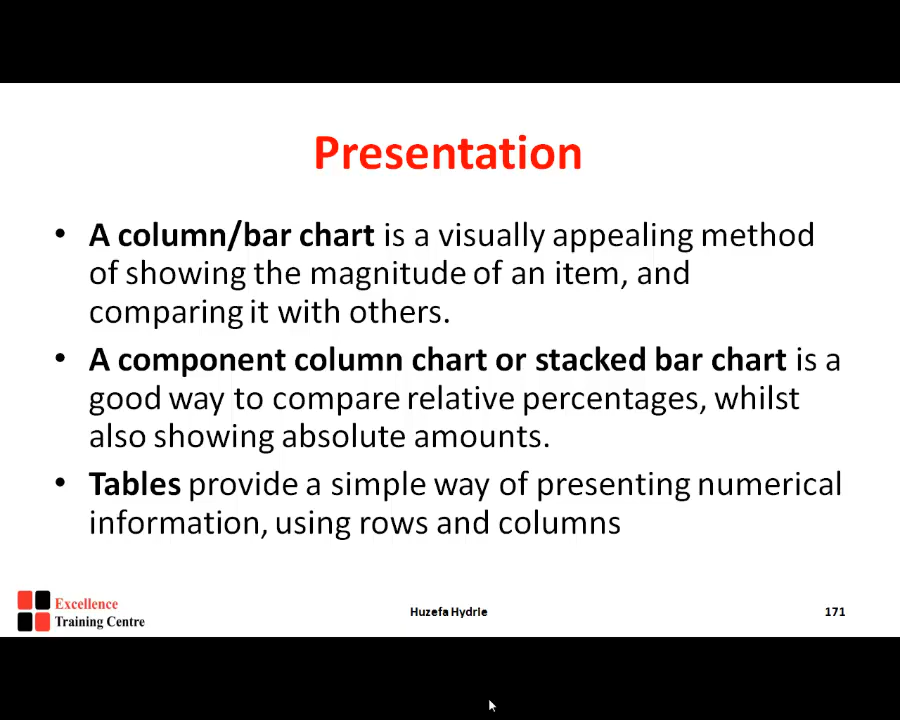 Presentation
• A column/bar chart is a visually appealing method
of showing the magnitude of an item, and
comparing it with others.
• A component column chart or stacked bar chart is a
good way to compare relative percentages, whilst
also showing absolute amounts.
• Tables provide a simple way of presenting numerical
information, using rows and columns
Excellence
Training Centre
Huzefa Hydrie
171